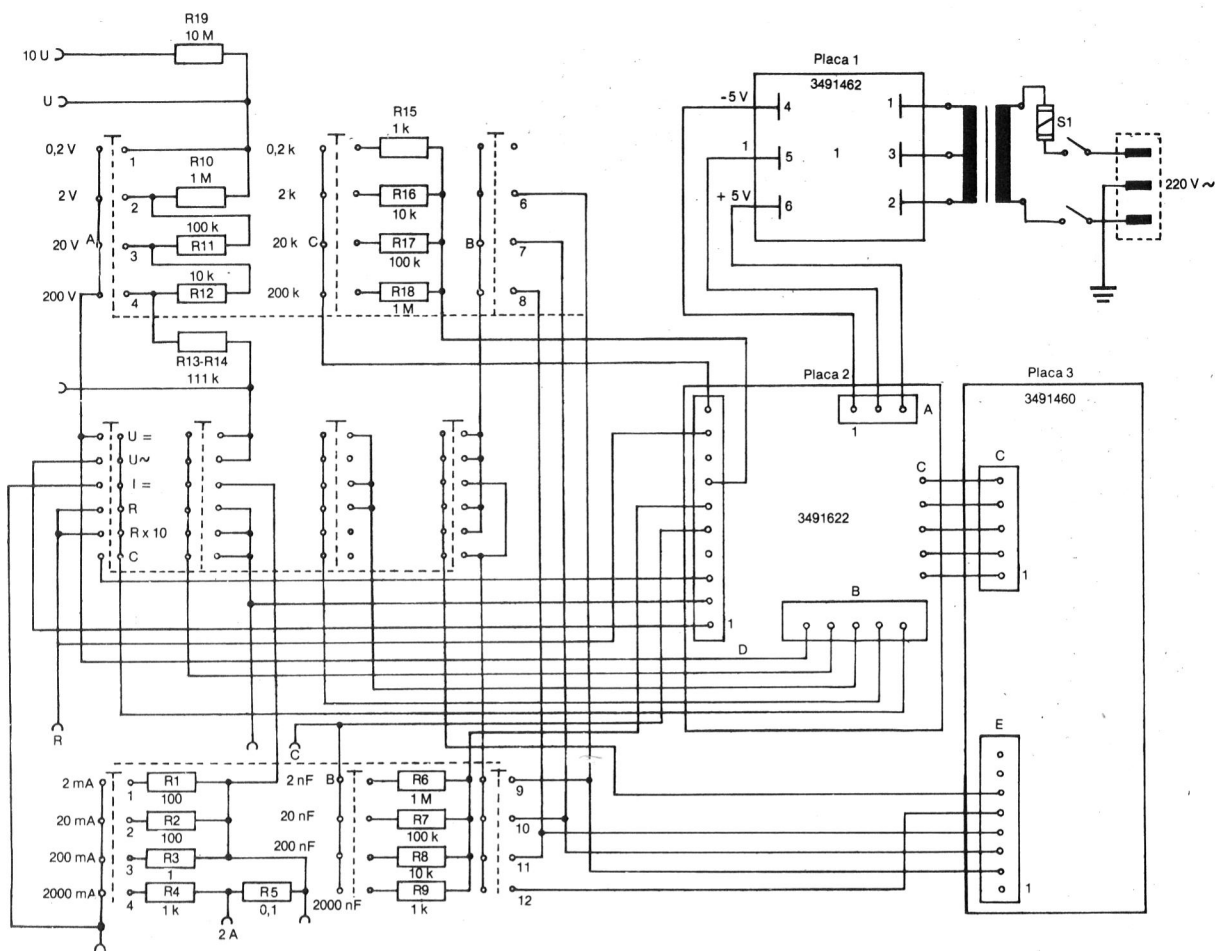 R19
10 M
10 U
U
0,2 V
2 V
20 V
200 V
A
1
2
3
4
R10
1 M
100 k
R11
10 k
R12
R13-R14
111 k
0,2 k
2 k
20 k
200 k
C
R15
1 k
R16
10 k
R17
100 k
R18
1 M
B
6
7
8
Placa 1
3491462
-5 V
4
1
5
+ 5 V
6
1
1
3
2
S1
220 V ~
U =
U~
I =
R
R x 10
C
Placa 2
1
A
C
3491622
B
1
D
Placa 3
3491460
C
1
E
1
R
C
2 mA
20 mA
200 mA
2000 mA
1
2
3
4
R1
100
R2
100
R3
1
R4
1 k
R5
0,1
2 A
2 nF
20 nF
200 nF
2000 nF
B
R6
1 M
R7
100 k
R8
10 k
R9
1 k
9
10
11
12